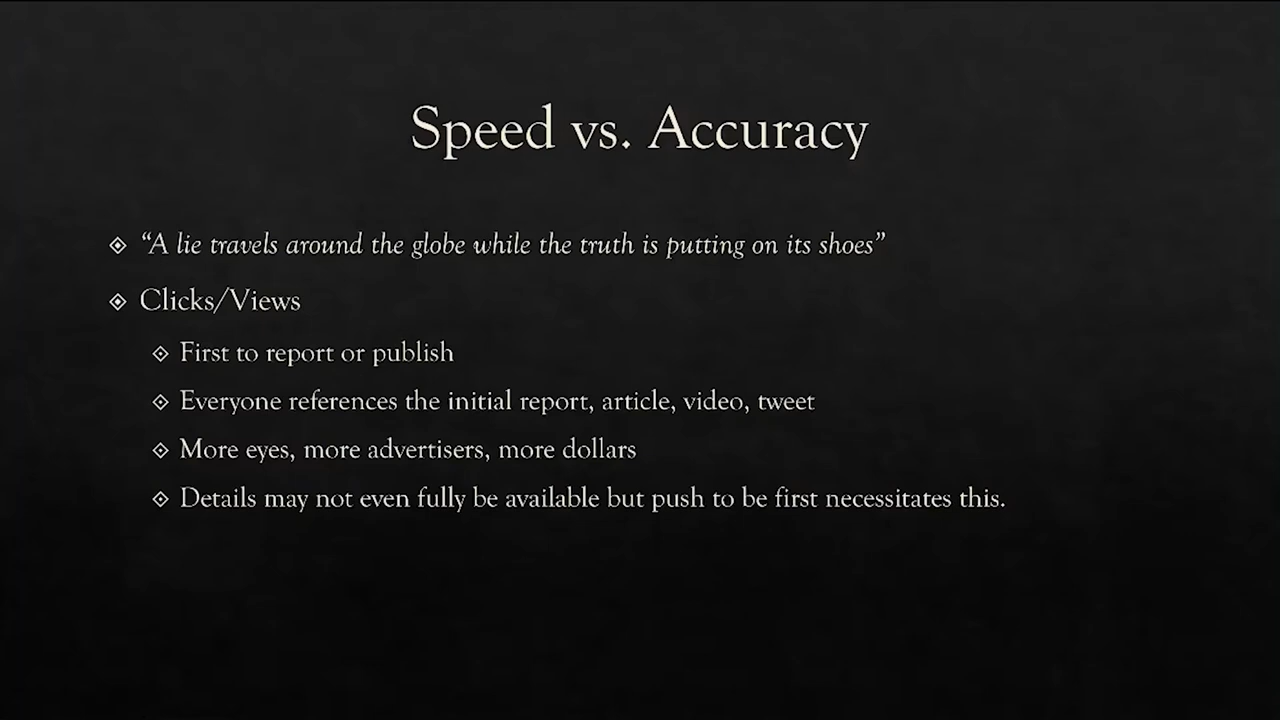 Speed vs. Accuracy
“A lie travels around the globe while the truth is putting on its shoes”
Clicks/Views
First to report or publish
Everyone references the initial report, article, video, tweet
More eyes, more advertisers, more dollars
Details may not even fully be available but push to be first necessitates this.